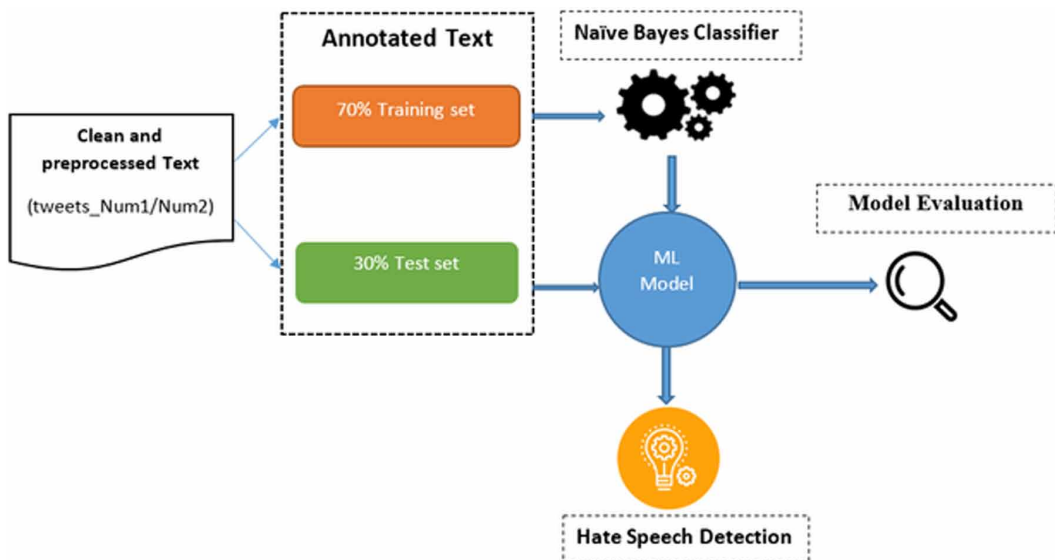 Clean and
preprocessed Text
(tweets_Num1/Num2)
Annotated Text
70% Training set
30% Test set
Naïve Bayes Classifier
ML
Model
Model Evaluation
Hate Speech Detection